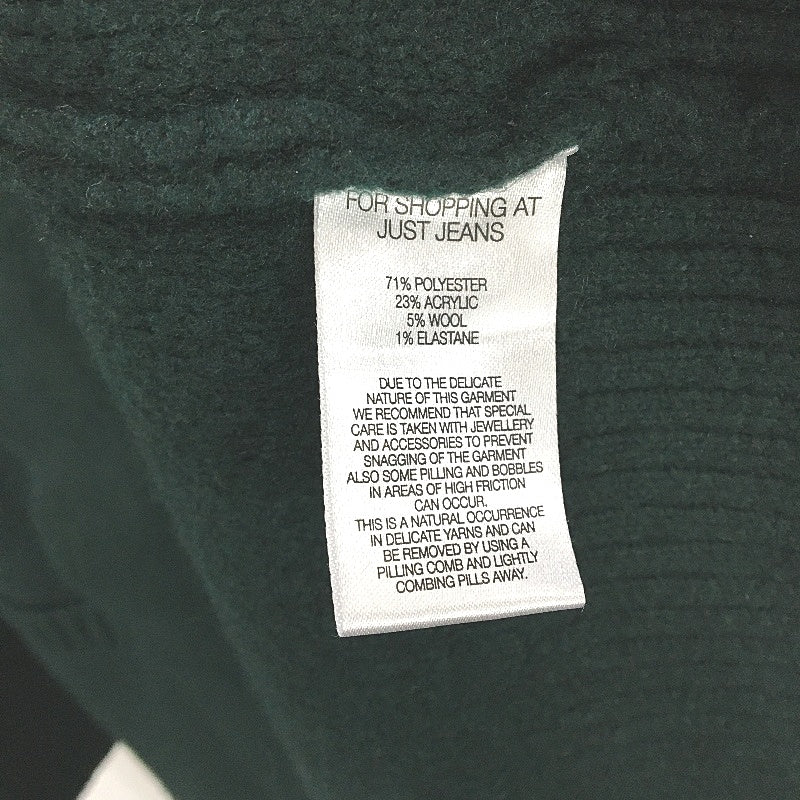 FOR SHOPPING AT
JUST JEANS
71% POLYESTER
23% ACRYLIC
5% WOOL
1% ELASTANE
DUE TO THE DELICATE
NATURE OF THIS GARMENT
WE RECOMMEND THAT SPECIAL
CARE IS TAKEN WITH JEWELLERY
AND ACCESSORIES TO PREVENT
SNAGGING OF THE GARMENT
ALSO SOME PILLING AND BOBBLES
IN AREAS OF HIGH FRICTION
CAN OCCUR.
THIS IS A NATURAL OCCURRENCE
IN DELICATE YARNS AND CAN
BE REMOVED BY USING A
PILLING COMB AND LIGHTLY
COMBING PILLS AWAY.